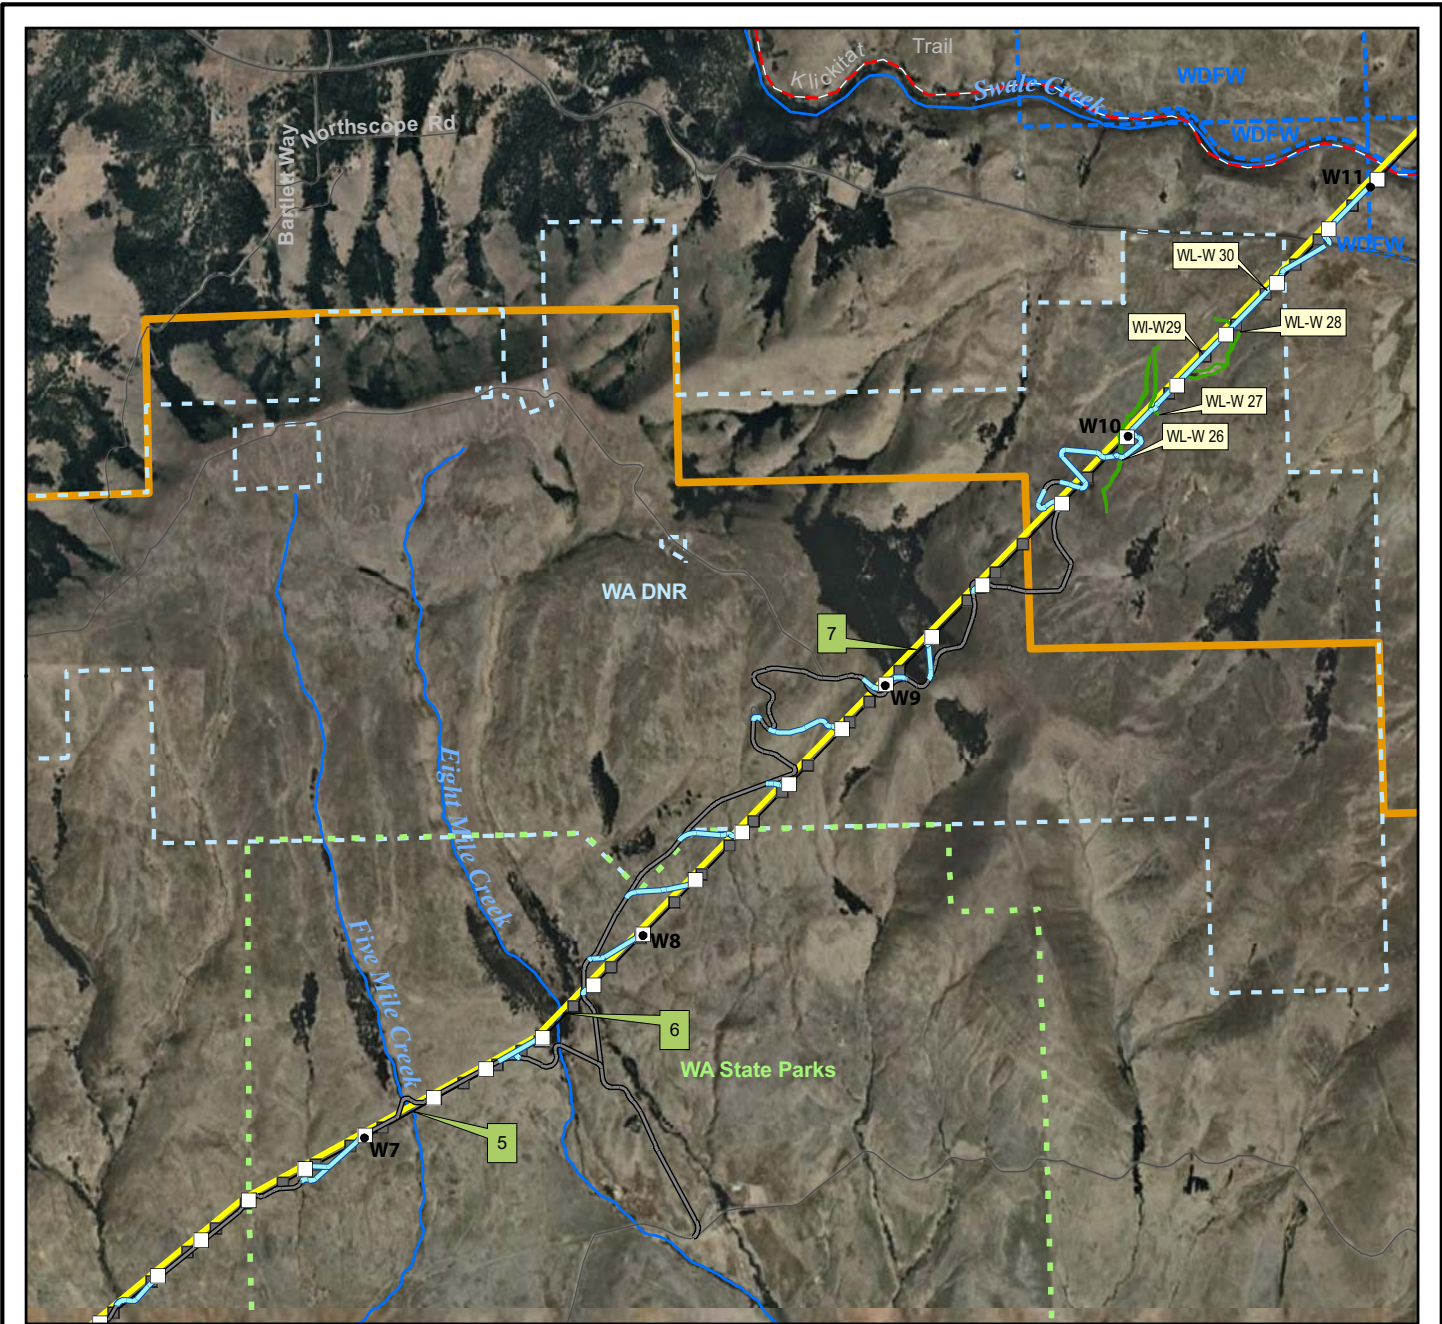 Klickitat Trail
Swale Creek
WDFW
WDFW
WDFW
Northscope Rd
Bartlett Way
W11
WL-W 30
WL-W 28
WI-W29
WL-W 27
W10
WL-W 26
WA DNR
7
W9
Eight Mile Creek
W8
Five Mile Creek
6
WA State Parks
5
W7